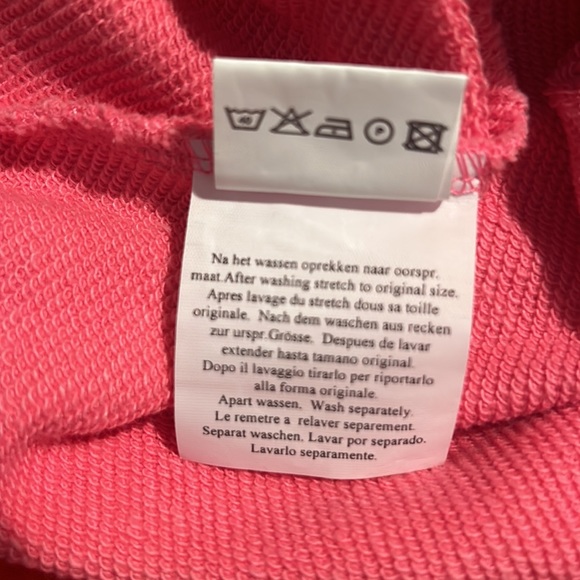 40 P
Na het wassen oprekken naar oorspr.
maat.After washing stretch to original size.
Apres lavage du stretch dous sa toille
originale. Nach dem waschen aus recken
zur urspr.Grösse. Despues de lavar
extender hasta tamano original.
Dopo il lavaggio tirarlo per riportarlo
alla forma originale.
Apart wassen. Wash separately.
Le remetre a relaver separement.
Separat waschen. Lavar por separado.
Lavarlo separamente.